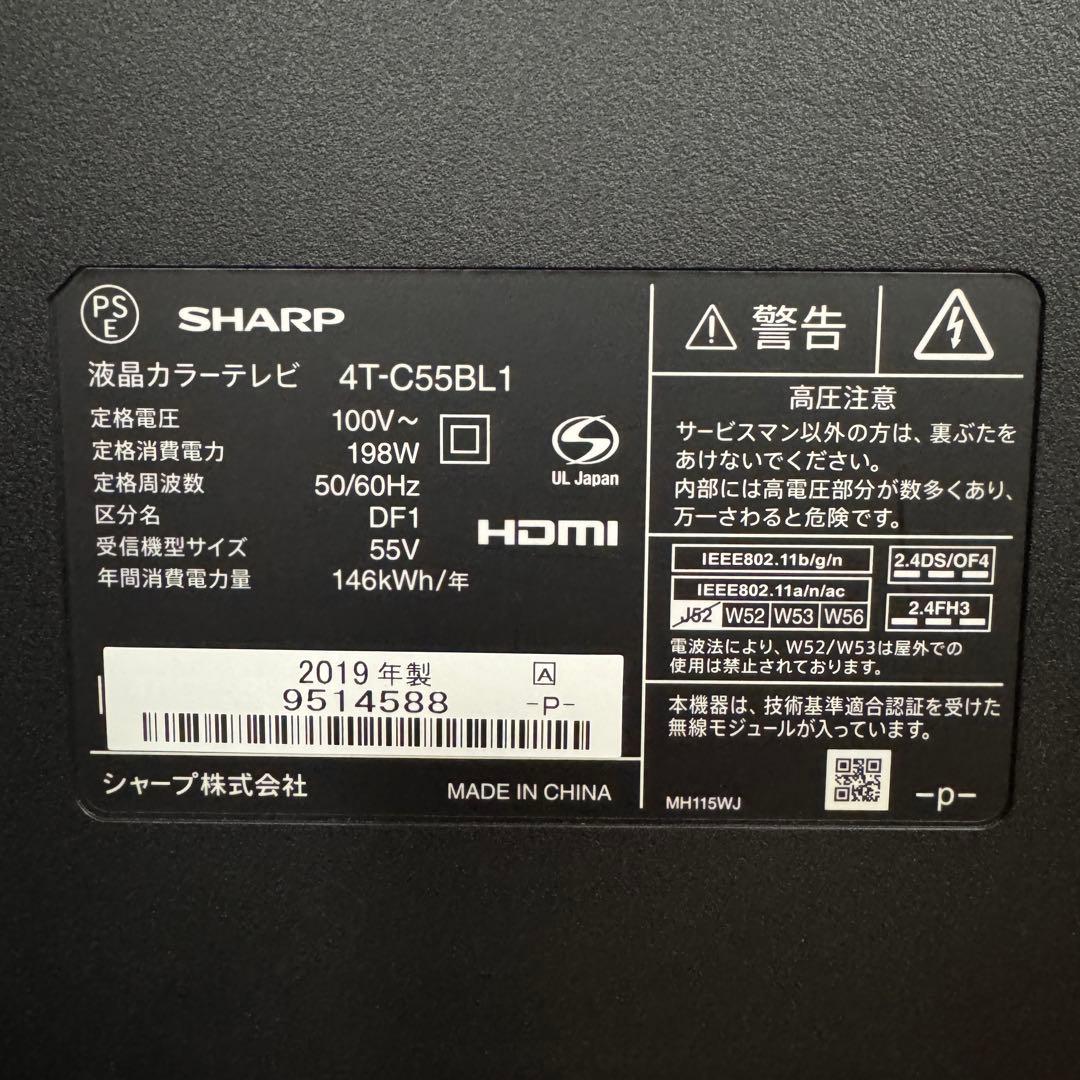 PS
E
SHARP
液晶カラーテレビ 4T-C55BL1
定格電圧 100V～
定格消費電力 198W
定格周波数 50/60Hz
区分名 DF1
受信機型サイズ 55V
年間消費電力量 146kWh/年
S
UL Japan
HDMI
2019年製 A
9514588 -P-
シャープ株式会社 MADE IN CHINA
警告
高圧注意
サービスマン以外の方は、裏ぶたを
あけないでください。
内部には高電圧部分が数多くあり、
万一さわると危険です。
IEEE802.11b/g/n 2.4DS/OF4
IEEE802.11a/n/ac
J52 W52 W53 W56 2.4FH3
電波法により、W52/W53は屋外での
使用は禁止されております。
本機器は、技術基準適合認証を受けた
無線モジュールが入っています。
MH115WJ -p-